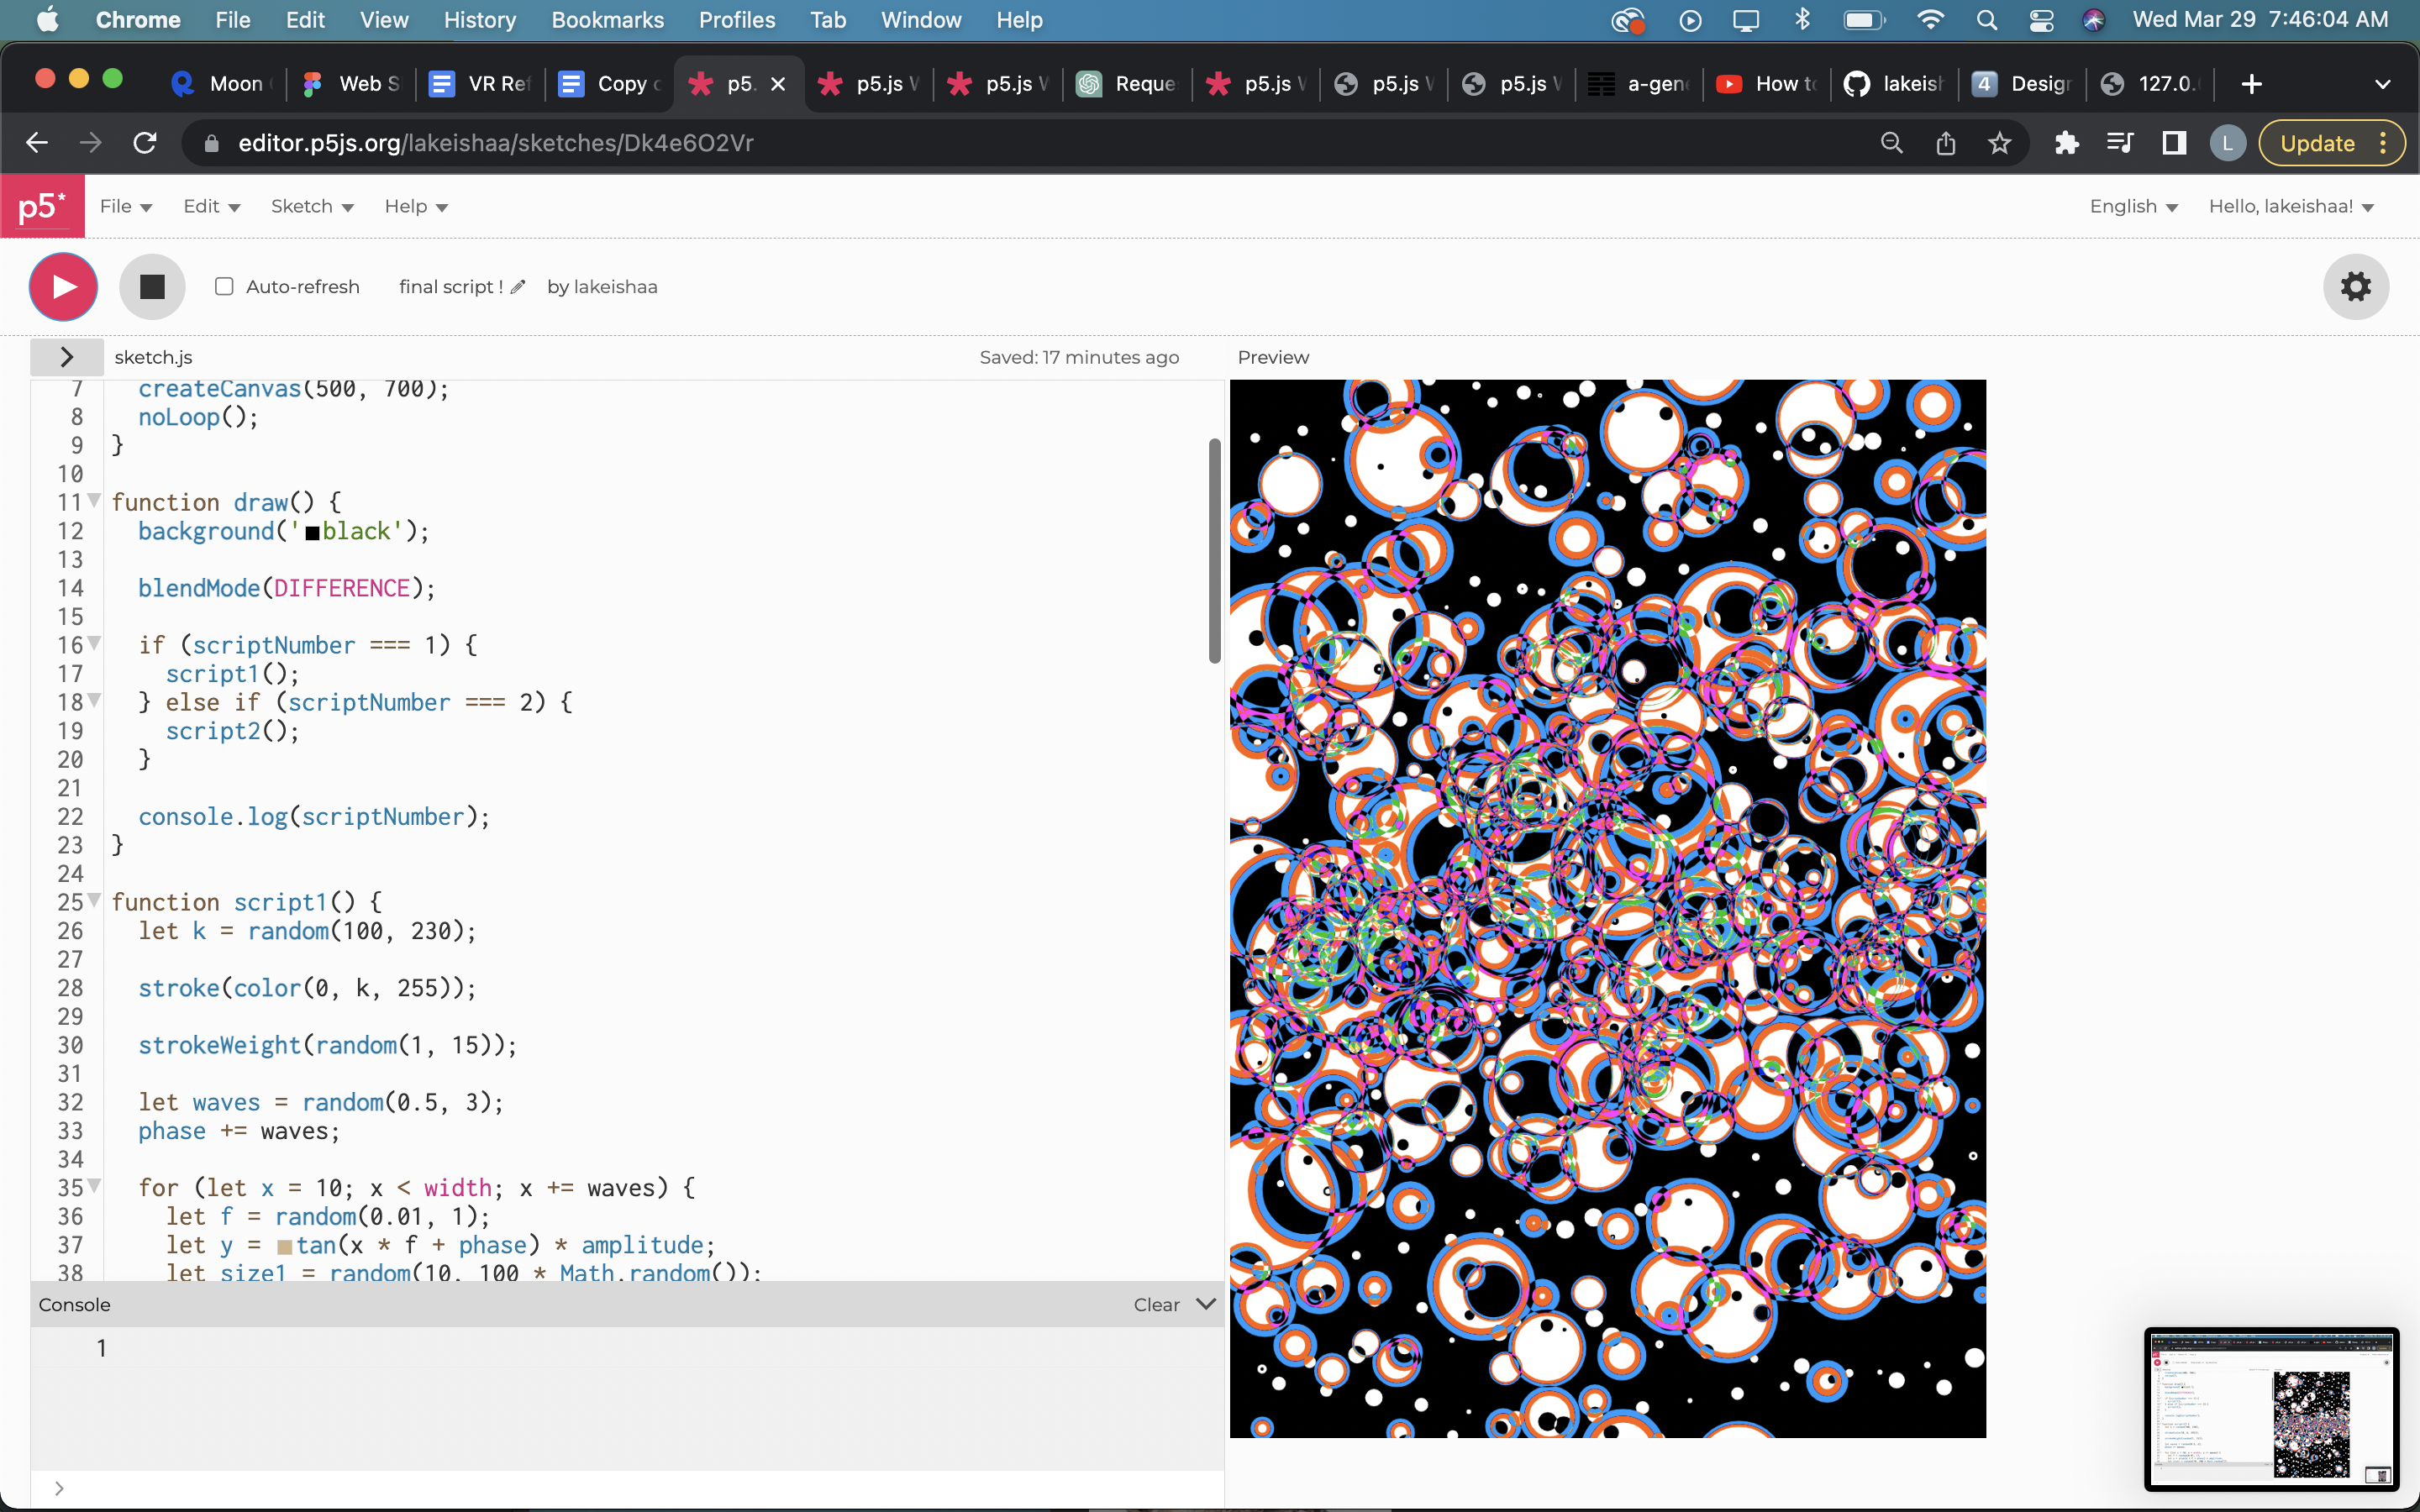 Chrome File Edit View History Bookmarks Profiles Tab Window Help Wed Mar 29 7:46:04 AM
Moon Web S VR Ref Copy p5. p5.js p5.js Reque p5.js p5.js p5.js a-gene How to lakeish 4 Design 127.0.
editor.p5js.org/lakeishaa/sketches/Dk4e6O2Vr L Update
p5* File Edit Sketch Help English Hello, lakeishaa!
Auto-refresh final script ! by lakeishaa
sketch.js Saved: 17 minutes ago Preview
7 createCanvas(500, 700);
8 noLoop();
9 }
10
11 function draw() {
12 background('black');
13
14 blendMode(DIFFERENCE);
15
16 if (scriptNumber === 1) {
17 script1();
18 } else if (scriptNumber === 2) {
19 script2();
20 }
21
22 console.log(scriptNumber);
23 }
24
25 function script1() {
26 let k = random(100, 230);
27
28 stroke(color(0, k, 255));
29
30 strokeWeight(random(1, 15));
31
32 let waves = random(0.5, 3);
33 phase += waves;
34
35 for (let x = 10; x < width; x += waves) {
36 let f = random(0.01, 1);
37 let y = tan(x * f + phase) * amplitude;
38 let size1 = random(10, 100 * Math.random());
Console Clear
1